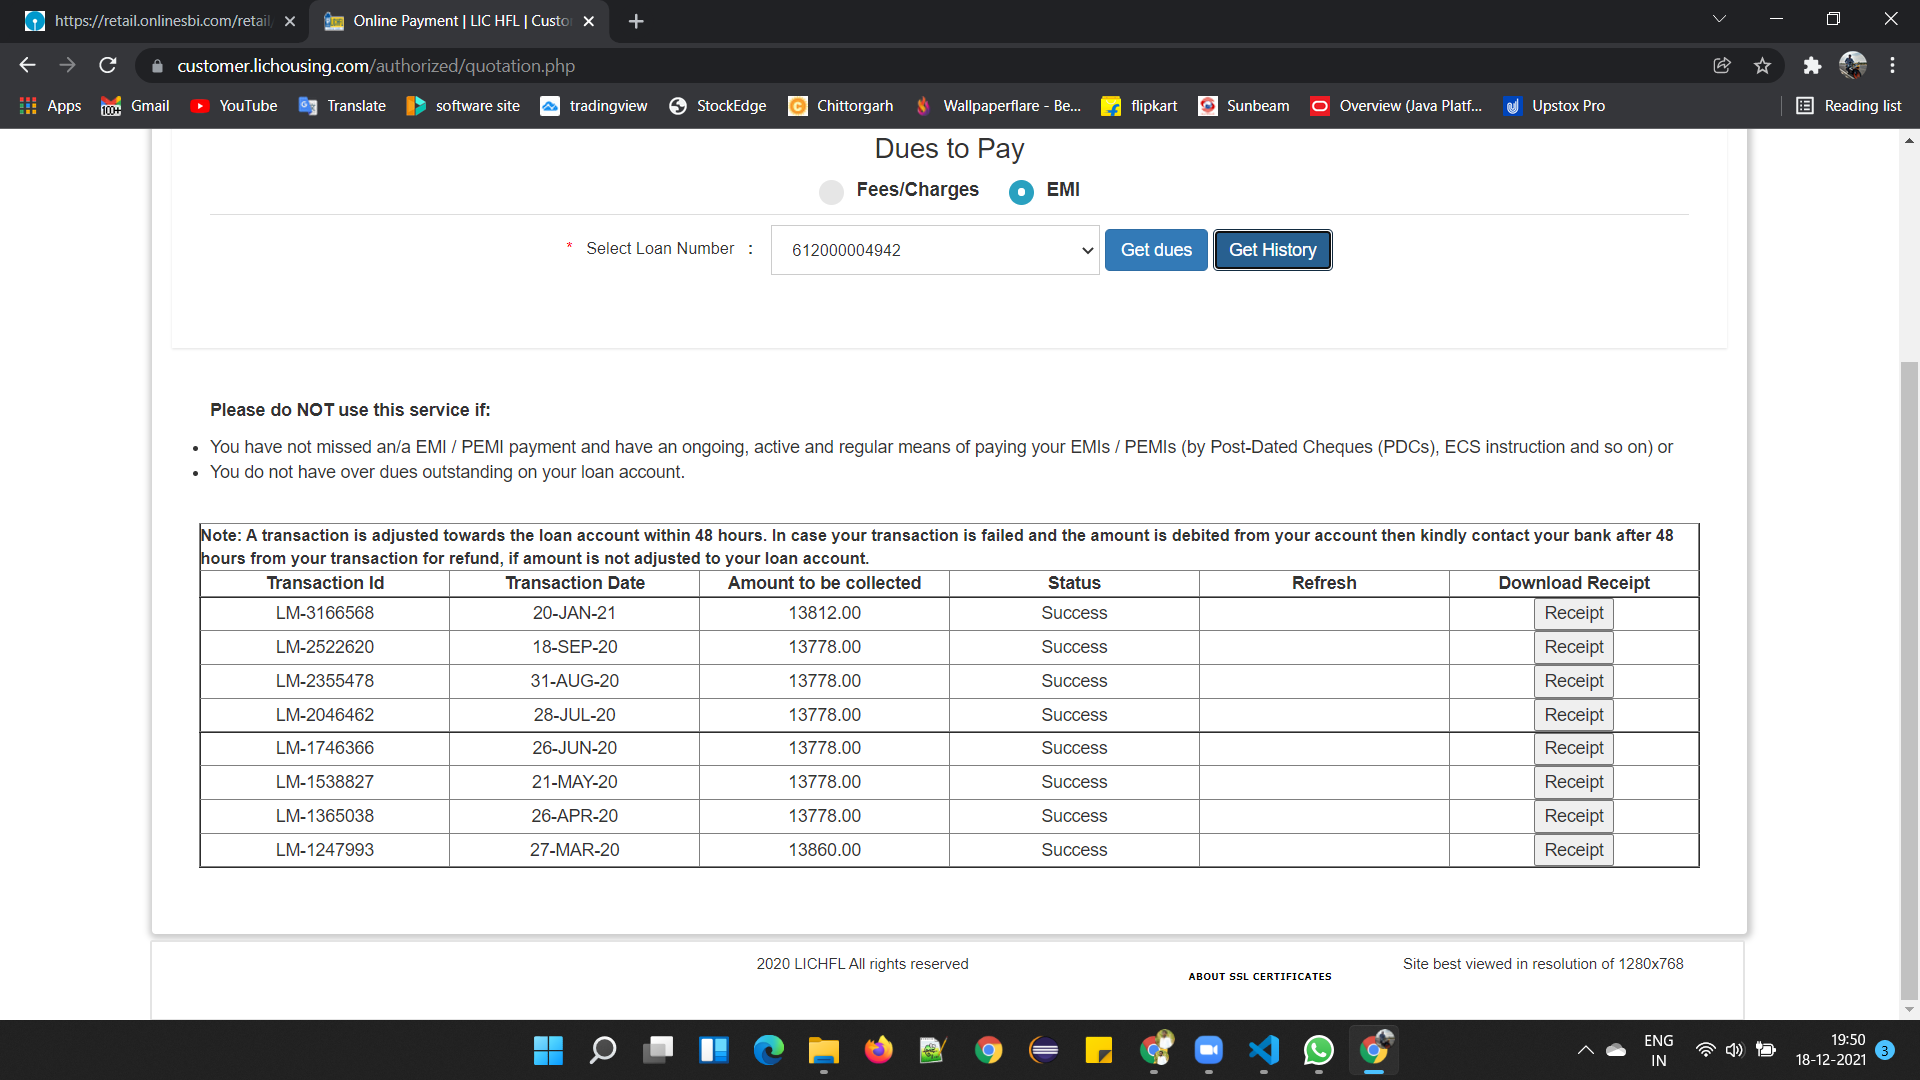 https://retail.onlinesbi.com/retail/
Online Payment | LIC HFL | Custo
customer.lichousing.com/authorized/quotation.php
Apps Gmail YouTube Translate software site tradingview StockEdge Chittorgarh Wallpaperflare - Be... flipkart Sunbeam Overview (Java Platf... Upstox Pro Reading list
Dues to Pay
Fees/Charges EMI
* Select Loan Number : 612000004942 Get dues Get History
Please do NOT use this service if:
• You have not missed an/a EMI / PEMI payment and have an ongoing, active and regular means of paying your EMIs / PEMIs (by Post-Dated Cheques (PDCs), ECS instruction and so on) or
• You do not have over dues outstanding on your loan account.
Note: A transaction is adjusted towards the loan account within 48 hours. In case your transaction is failed and the amount is debited from your account then kindly contact your bank after 48
hours from your transaction for refund, if amount is not adjusted to your loan account.
Transaction Id Transaction Date Amount to be collected Status Refresh Download Receipt
LM-3166568 20-JAN-21 13812.00 Success Receipt
LM-2522620 18-SEP-20 13778.00 Success Receipt
LM-2355478 31-AUG-20 13778.00 Success Receipt
LM-2046462 28-JUL-20 13778.00 Success Receipt
LM-1746366 26-JUN-20 13778.00 Success Receipt
LM-1538827 21-MAY-20 13778.00 Success Receipt
LM-1365038 26-APR-20 13778.00 Success Receipt
LM-1247993 27-MAR-20 13860.00 Success Receipt
2020 LICHFL All rights reserved
ABOUT SSL CERTIFICATES
Site best viewed in resolution of 1280x768
ENG
IN
19:50
18-12-2021
3